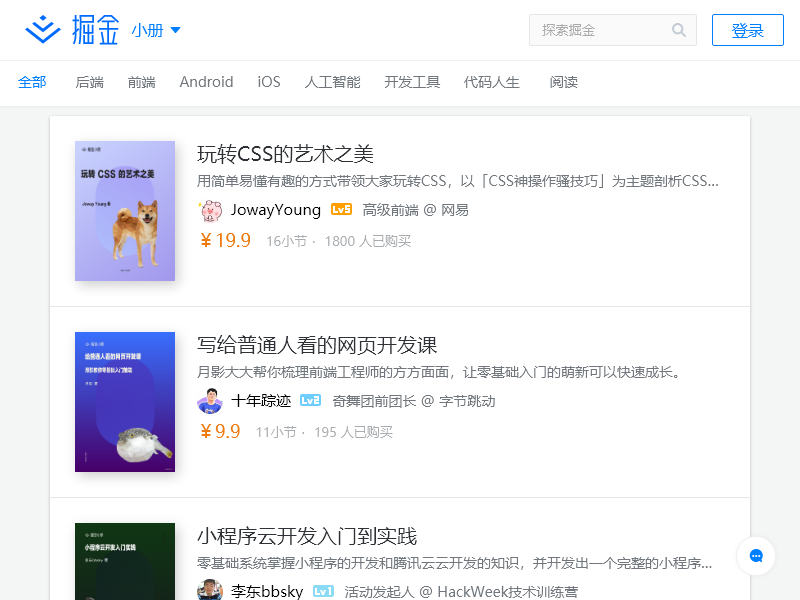 掘金 小册
探索掘金
登录
全部 后端 前端 Android iOS 人工智能 开发工具 代码人生 阅读
玩转 CSS 的艺术之美
JowayYoung 著
玩转CSS的艺术之美
用简单易懂有趣的方式带领大家玩转CSS，以「CSS神操作骚技巧」为主题剖析CSS...
JowayYoung Lv5 高级前端 @ 网易
¥19.9 16小节 · 1800 人已购买
给普通人看的网页开发课
写给普通人看的网页开发课
月影大大帮你梳理前端工程师的方方面面，让零基础入门的萌新可以快速成长。
十年踪迹 Lv2 奇舞团前团长 @ 字节跳动
¥9.9 11小节 · 195 人已购买
小程序云开发入门到实践
小程序云开发入门到实践
零基础系统掌握小程序的开发和腾讯云云开发的知识，并开发出一个完整的小程序...
李东bbsky Lv1 活动发起人 @ HackWeek技术训练营